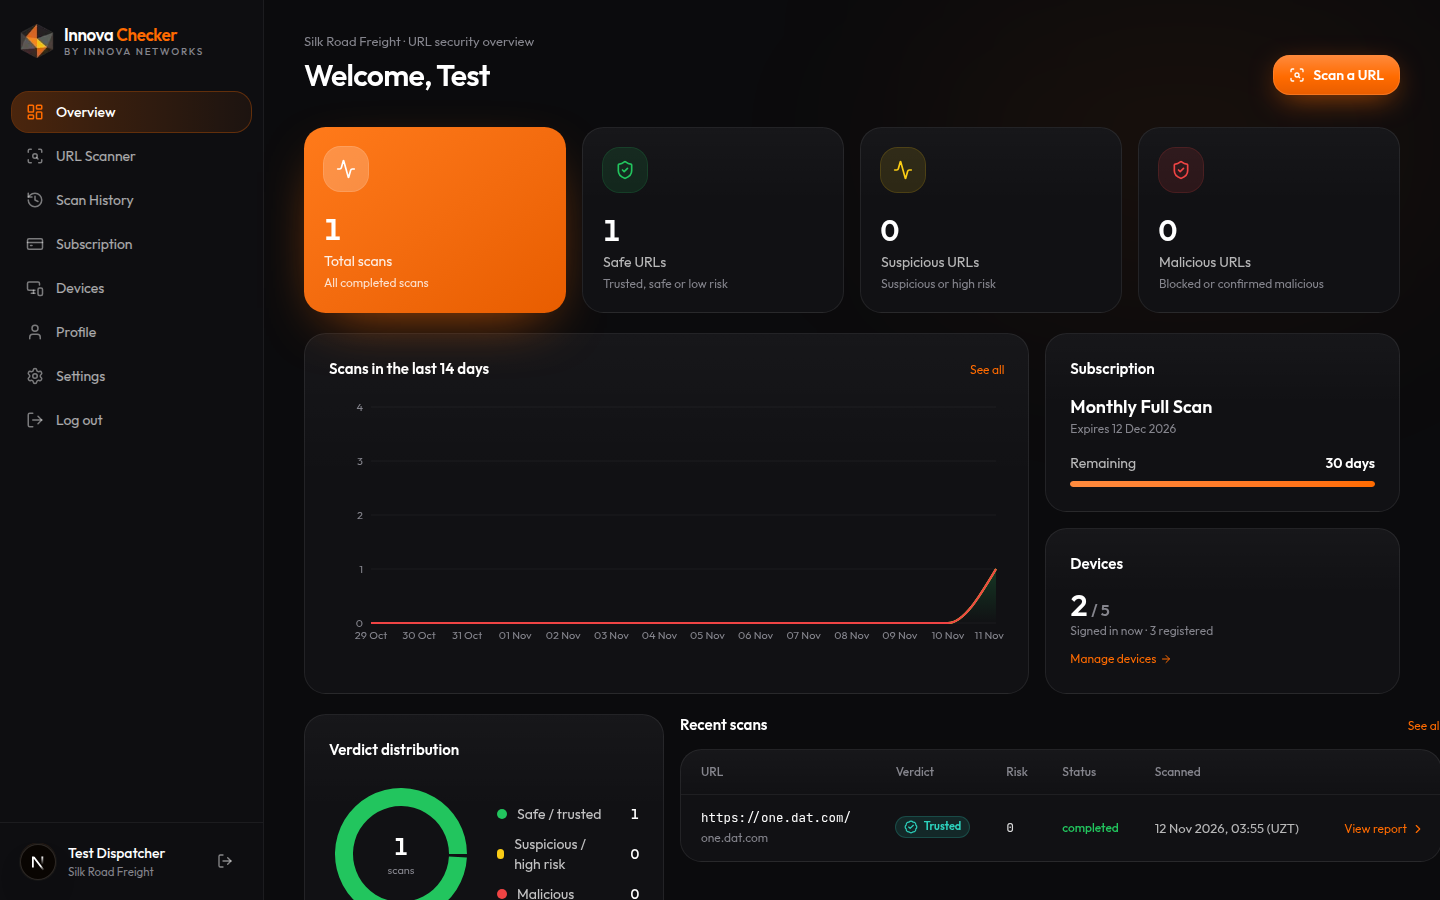 Innova Checker
BY INNOVA NETWORKS
Overview
URL Scanner
Scan History
Subscription
Devices
Profile
Settings
Log out
N
Test Dispatcher
Silk Road Freight
Silk Road Freight · URL security overview
Welcome, Test
Scan a URL
1
Total scans
All completed scans
1
Safe URLs
Trusted, safe or low risk
0
Suspicious URLs
Suspicious or high risk
0
Malicious URLs
Blocked or confirmed malicious
Scans in the last 14 days
See all
4
3
2
1
0
29 Oct 30 Oct 31 Oct 01 Nov 02 Nov 03 Nov 04 Nov 05 Nov 06 Nov 07 Nov 08 Nov 09 Nov 10 Nov 11 Nov
Subscription
Monthly Full Scan
Expires 12 Dec 2026
Remaining 30 days
Devices
2 / 5
Signed in now · 3 registered
Manage devices →
Verdict distribution
1
scans
Safe / trusted 1
Suspicious / high risk 0
Malicious 0
Recent scans
See al
URL Verdict Risk Status Scanned
https://one.dat.com/
one.dat.com
Trusted 0 completed 12 Nov 2026, 03:55 (UZT) View report >